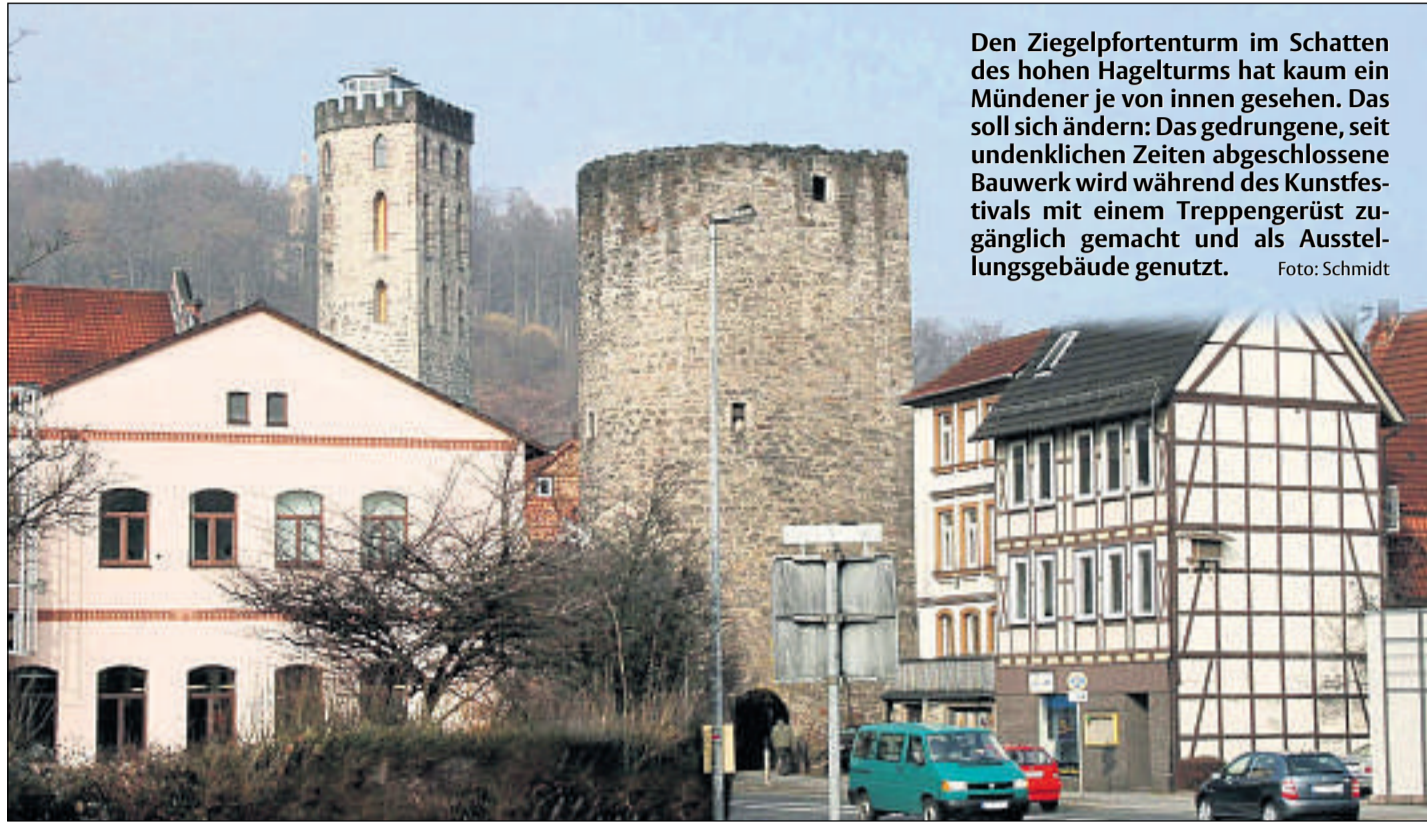 Den Ziegelpfortenturm im Schatten
des hohen Hagelturms hat kaum ein
Mündener je von innen gesehen. Das
soll sich ändern: Das gedrungene, seit
undenklichen Zeiten abgeschlossene
Bauwerk wird während des Kunstfes-
tivals mit einem Treppengerüst zu-
gänglich gemacht und als Ausstel-
lungsgebäude genutzt. Foto: Schmidt